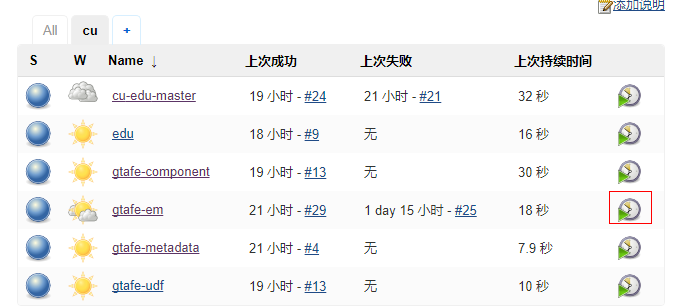 添加说明
All cu +
S W Name ↓ 上次成功 上次失败 上次持续时间
cu-edu-master 19 小时 - #24 21 小时 - #21 32 秒
edu 18 小时 - #9 无 16 秒
gtafe-component 19 小时 - #13 无 30 秒
gtafe-em 21 小时 - #29 1 day 15 小时 - #25 18 秒
gtafe-metadata 21 小时 - #4 无 7.9 秒
gtafe-udf 19 小时 - #13 无 10 秒